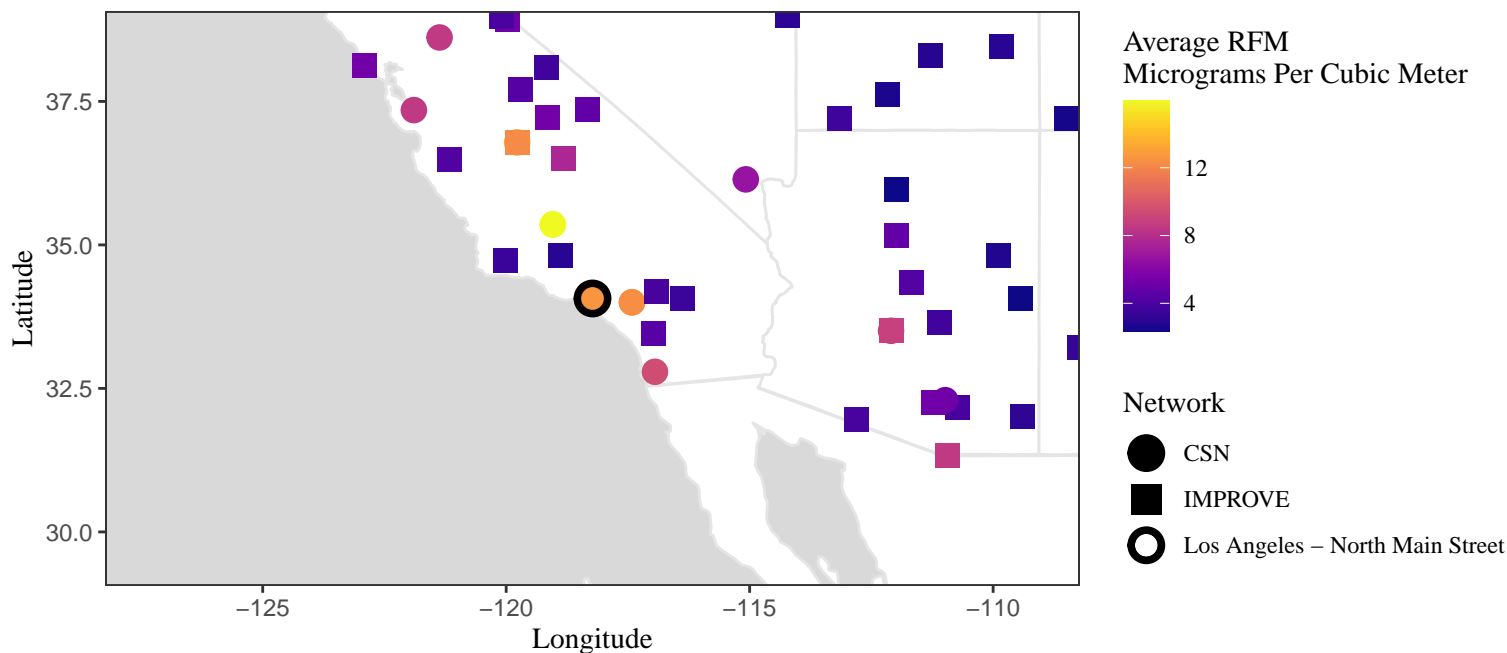 37.5
35.0
32.5
30.0
Latitude
−125
−120
−115
−110
Longitude
Average RFM
Micrograms Per Cubic Meter
12
8
4
Network
CSN
IMPROVE
Los Angeles − North Main Street